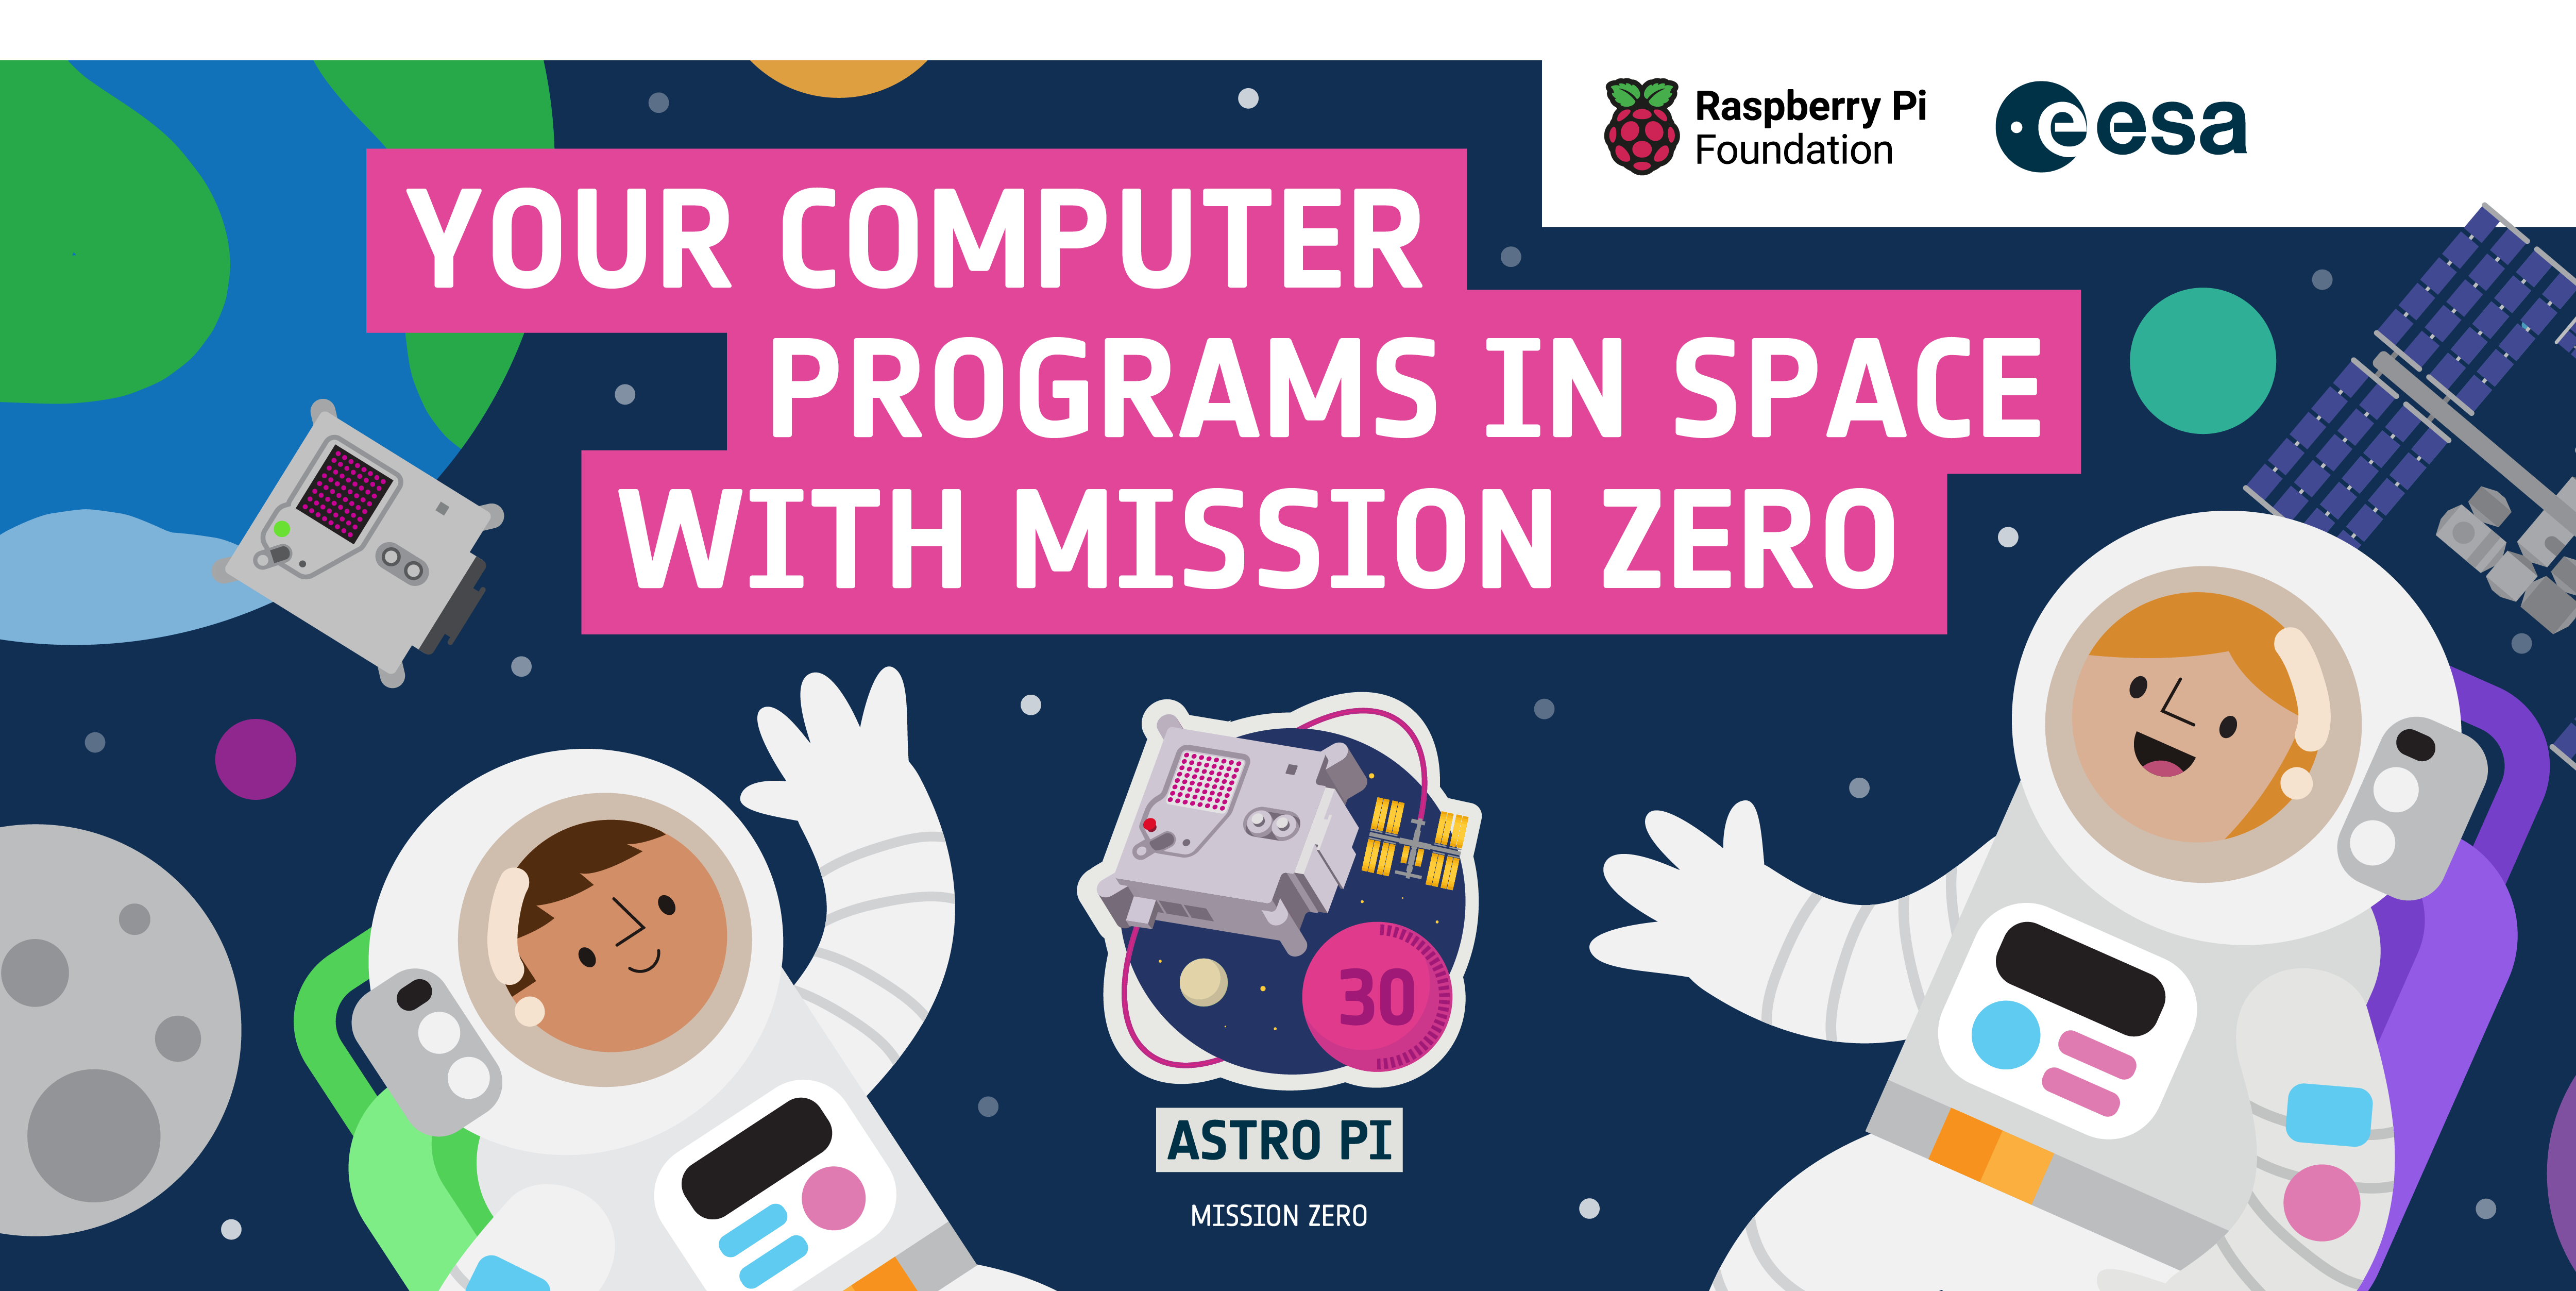 Raspberry Pi
Foundation
esa
YOUR COMPUTER
PROGRAMS IN SPACE
WITH MISSION ZERO
30
ASTRO PI
MISSION ZERO